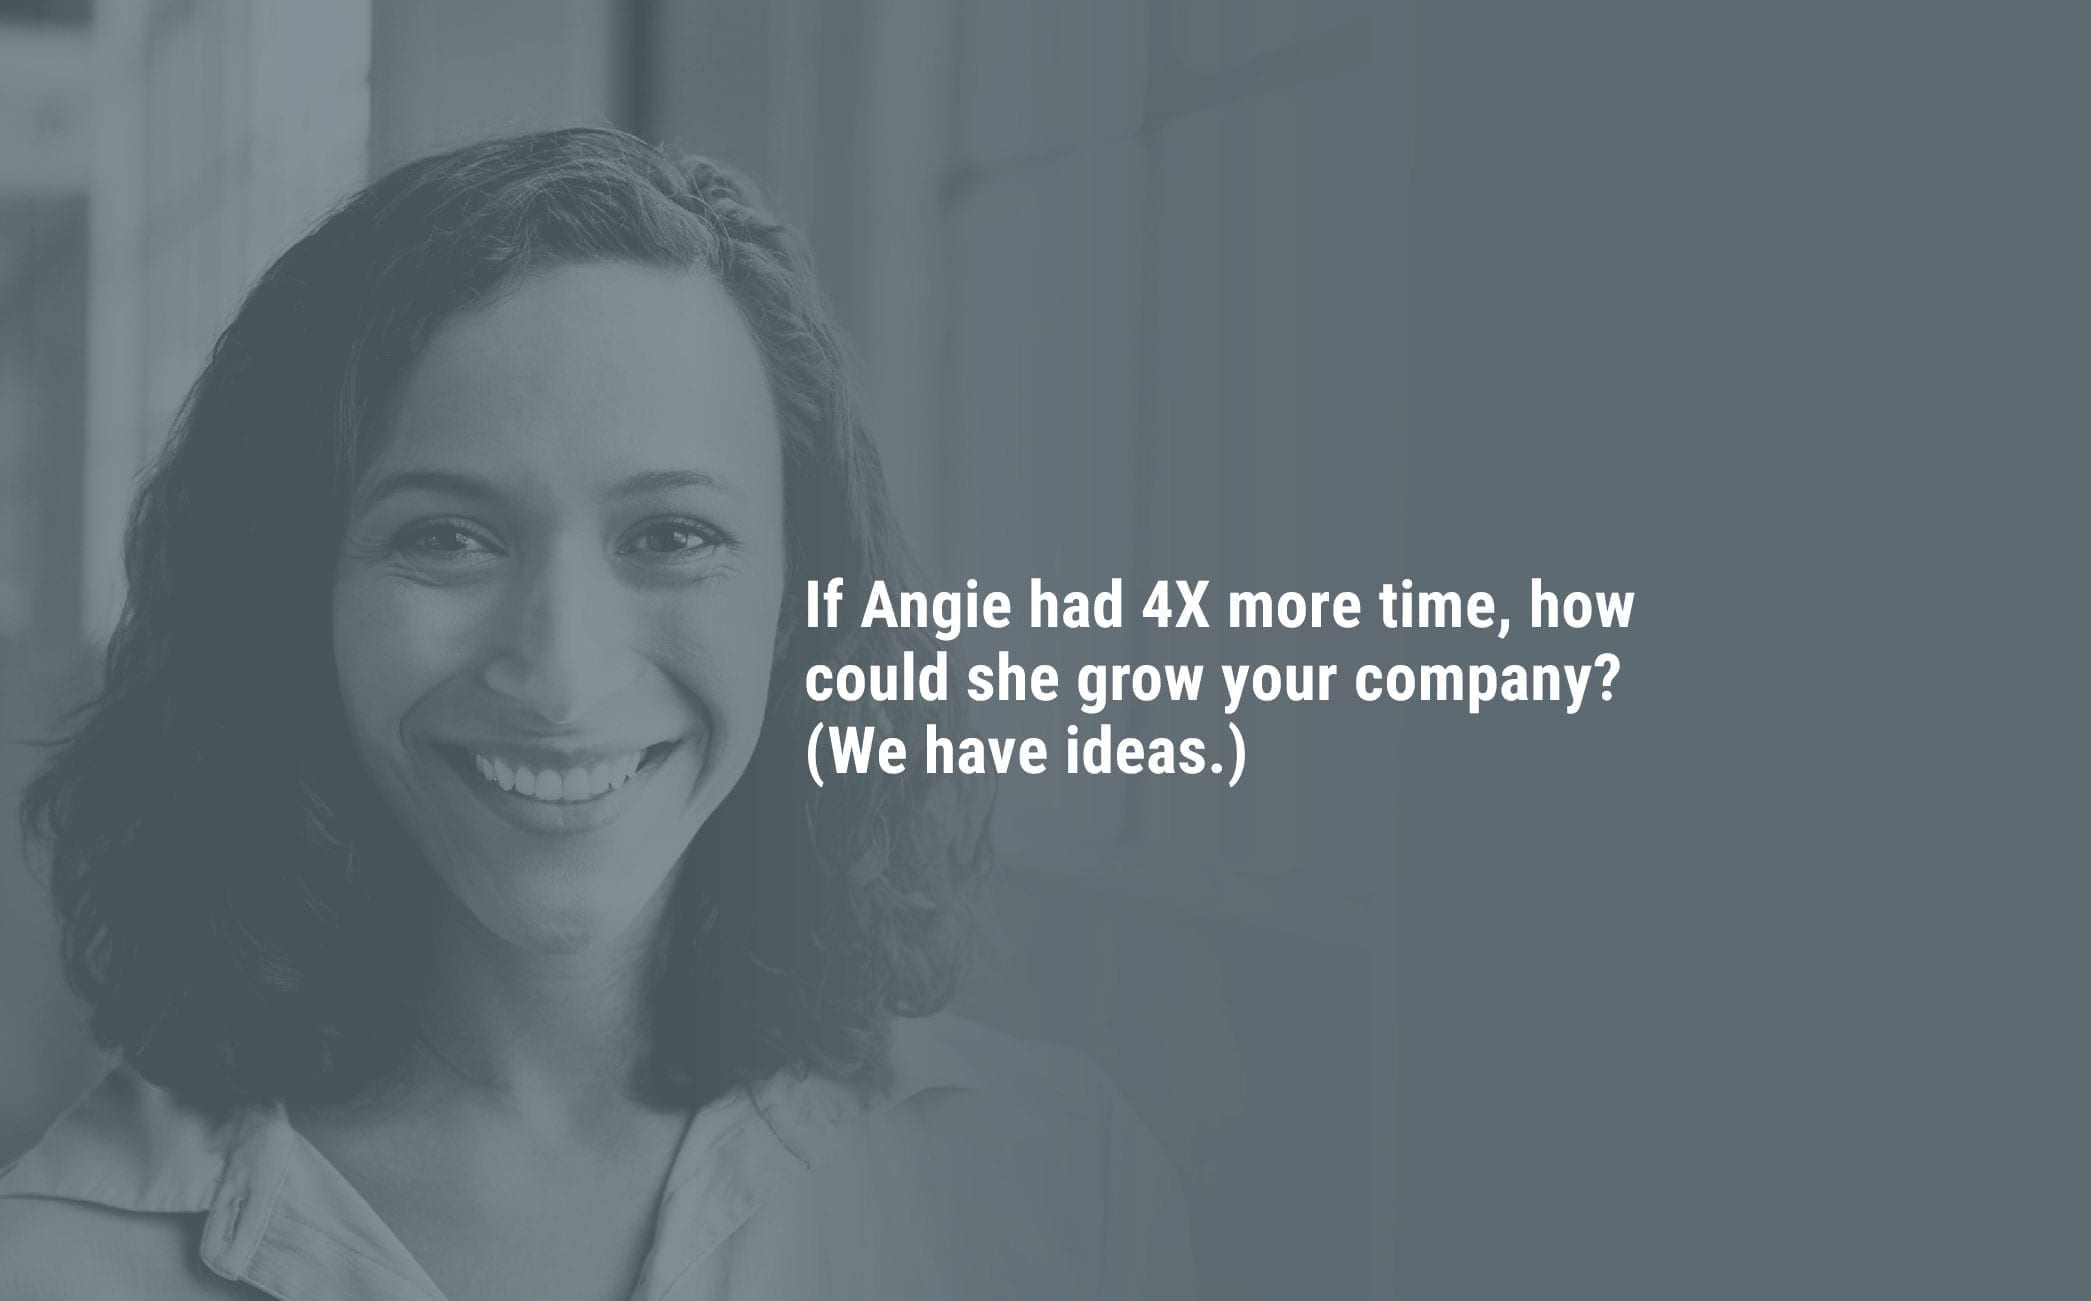 If Angie had 4X more time, how
could she grow your company?
(We have ideas.)